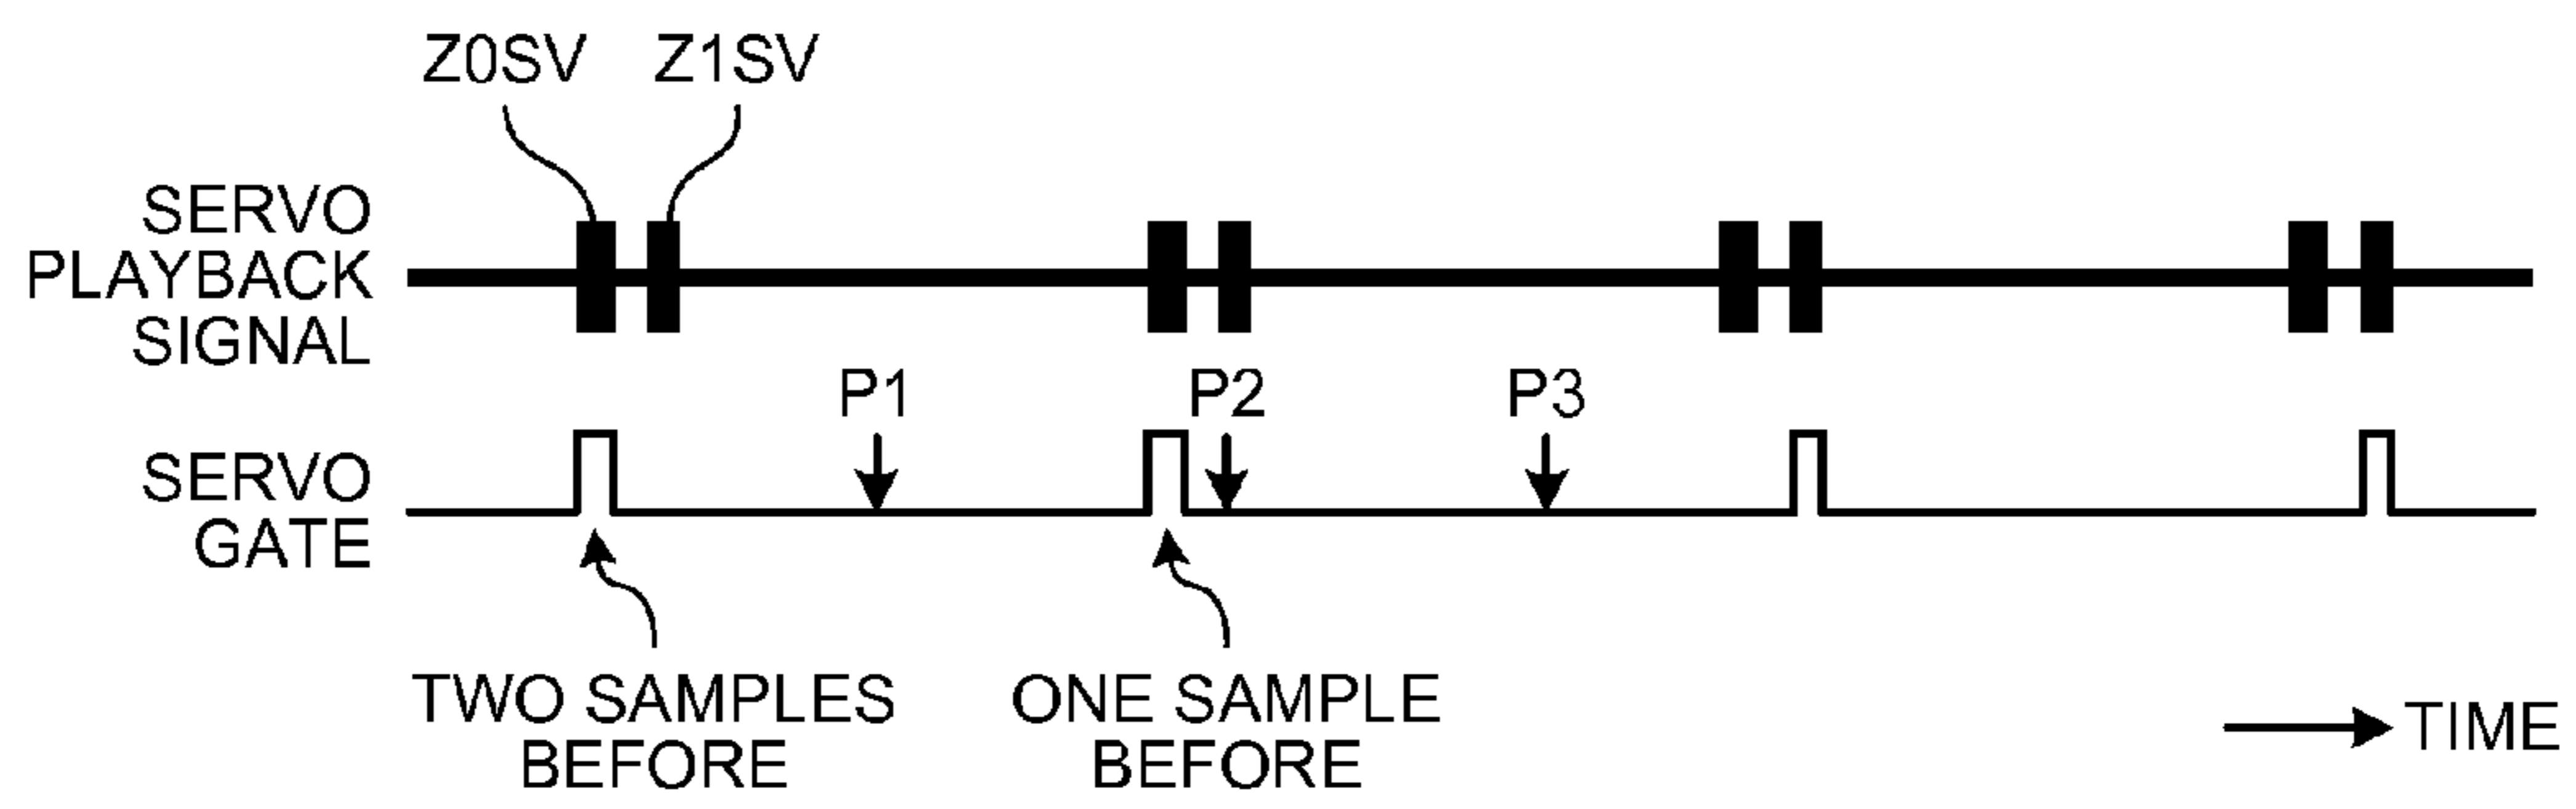 Z0SV Z1SV
SERVO
PLAYBACK
SIGNAL
P1 P2 P3
SERVO
GATE
TWO SAMPLES
BEFORE
ONE SAMPLE
BEFORE
TIME